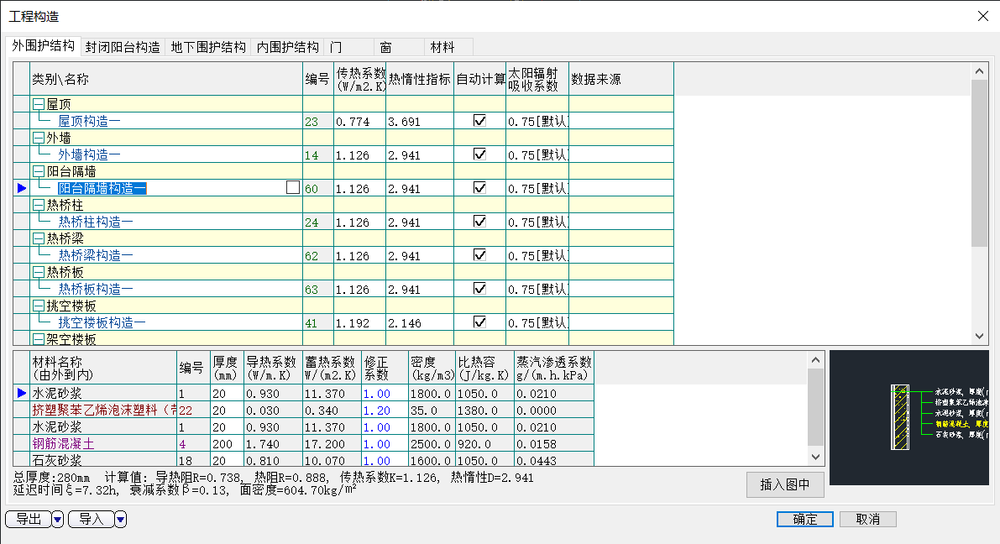 工程构造
外围护结构 封闭阳台构造 地下围护结构 内围护结构 门 窗 材料
类别\名称 编号 传热系数(W/m2.K) 热惰性指标 自动计算 太阳辐射吸收系数 数据来源
屋顶
屋顶构造一 23 0.774 3.691 0.75[默认]
外墙
外墙构造一 14 1.126 2.941 0.75[默认]
阳台隔墙
阳台隔墙构造一 60 1.126 2.941 0.75[默认]
热桥柱
热桥柱构造一 24 1.126 2.941 0.75[默认]
热桥梁
热桥梁构造一 62 1.126 2.941 0.75[默认]
热桥板
热桥板构造一 63 1.126 2.941 0.75[默认]
挑空楼板
挑空楼板构造一 41 1.192 2.146 0.75[默认]
架空楼板
材料名称(由外到内) 编号 厚度(mm) 导热系数(W/m.K) 蓄热系数W/(m2.K) 修正系数 密度(kg/m3) 比热容(J/kg.K) 蒸汽渗透系数g/(m.h.kPa)
水泥砂浆 1 20 0.930 11.370 1.00 1800.0 1050.0 0.0210
挤塑聚苯乙烯泡沫塑料（ 22 20 0.030 0.340 1.20 35.0 1380.0 0.0000
水泥砂浆 1 20 0.930 11.370 1.00 1800.0 1050.0 0.0210
钢筋混凝土 4 200 1.740 17.200 1.00 2500.0 920.0 0.0158
石灰砂浆 18 20 0.810 10.070 1.00 1600.0 1050.0 0.0443
水泥砂浆, 厚度(
挤塑聚苯乙烯泡沫
水泥砂浆, 厚度(
钢筋混凝土, 厚度
石灰砂浆, 厚度(
总厚度:280mm 计算值: 导热阻R=0.738, 热阻R=0.888, 传热系数K=1.126, 热惰性D=2.941
延迟时间ξ=7.32h, 衰减系数β=0.13, 面密度=604.70kg/㎡
插入图中
导出 导入 确定 取消